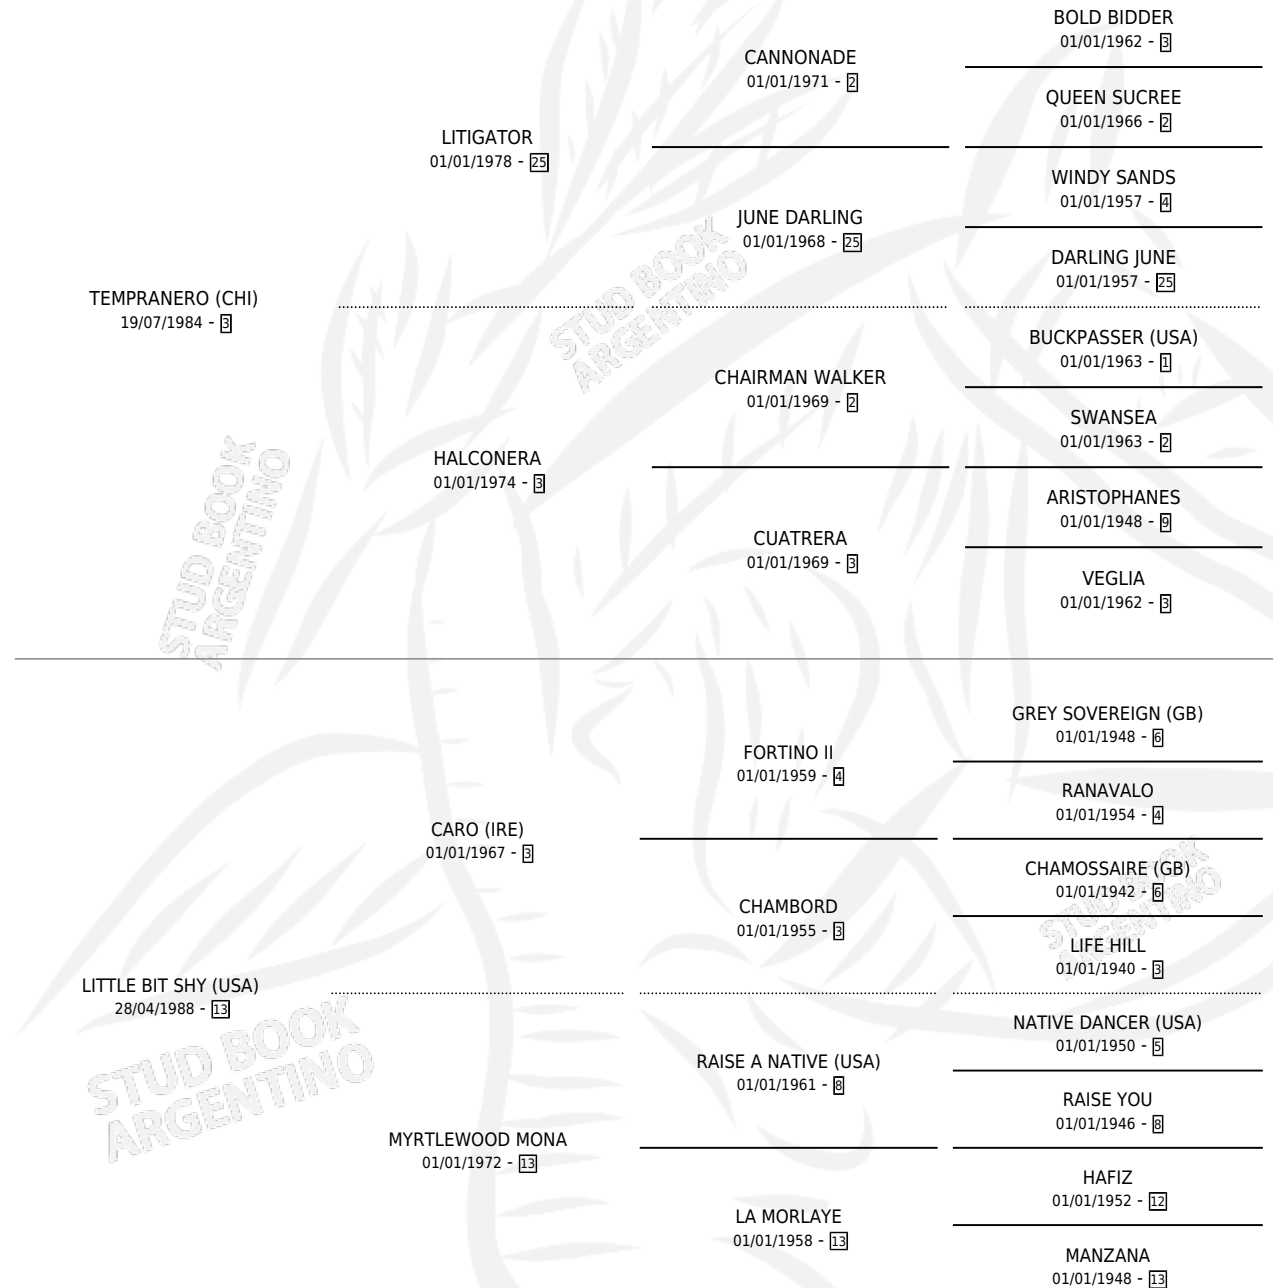 BOLD BIDDER
01/01/1962 - 3
CANNONADE
01/01/1971 - 2
QUEEN SUCREE
01/01/1966 - 2
LITIGATOR
01/01/1978 - 25
WINDY SANDS
01/01/1957 - 4
JUNE DARLING
01/01/1968 - 25
DARLING JUNE
01/01/1957 - 25
TEMPRANERO (CHI)
19/07/1984 - 3
BUCKPASSER (USA)
01/01/1963 - 1
CHAIRMAN WALKER
01/01/1969 - 2
SWANSEA
01/01/1963 - 2
HALCONERA
01/01/1974 - 3
ARISTOPHANES
01/01/1948 - 9
CUATRERA
01/01/1969 - 3
VEGLIA
01/01/1962 - 3
GREY SOVEREIGN (GB)
01/01/1948 - 6
FORTINO II
01/01/1959 - 4
RANAVALO
01/01/1954 - 4
CARO (IRE)
01/01/1967 - 3
CHAMOSSAIRE (GB)
01/01/1942 - 6
CHAMBORD
01/01/1955 - 3
LIFE HILL
01/01/1940 - 3
LITTLE BIT SHY (USA)
28/04/1988 - 13
NATIVE DANCER (USA)
01/01/1950 - 5
RAISE A NATIVE (USA)
01/01/1961 - 8
RAISE YOU
01/01/1946 - 8
MYRTLEWOOD MONA
01/01/1972 - 13
HAFIZ
01/01/1952 - 12
LA MORLAYE
01/01/1958 - 13
MANZANA
01/01/1948 - 13
STUD BOOK
ARGENTINO
STUD BOOK
ARGENTINO
STUD BOOK
ARGENTINO
STUD BOOK
ARGENTINO